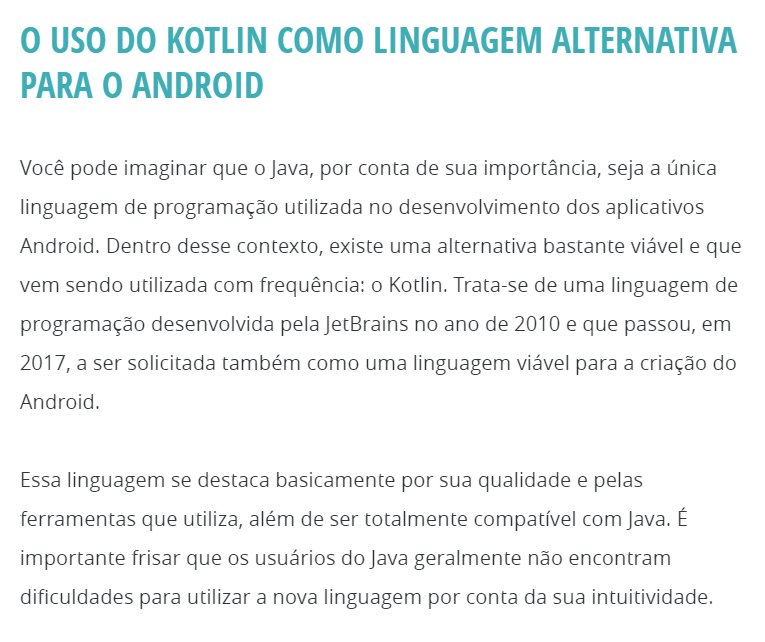 O USO DO KOTLIN COMO LINGUAGEM ALTERNATIVA
PARA O ANDROID
Você pode imaginar que o Java, por conta de sua importância, seja a única
linguagem de programação utilizada no desenvolvimento dos aplicativos
Android. Dentro desse contexto, existe uma alternativa bastante viável e que
vem sendo utilizada com frequência: o Kotlin. Trata-se de uma linguagem de
programação desenvolvida pela JetBrains no ano de 2010 e que passou, em
2017, a ser solicitada também como uma linguagem viável para a criação do
Android.
Essa linguagem se destaca basicamente por sua qualidade e pelas
ferramentas que utiliza, além de ser totalmente compatível com Java. É
importante frisar que os usuários do Java geralmente não encontram
dificuldades para utilizar a nova linguagem por conta da sua intuitividade.